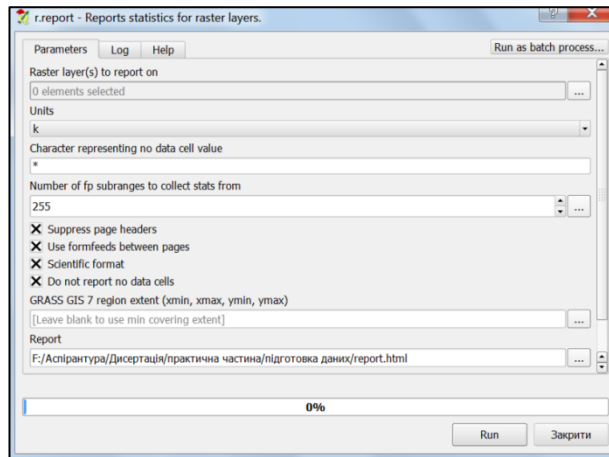 r.report - Reports statistics for raster layers.
Parameters Log Help Run as batch process...
Raster layer(s) to report on
0 elements selected ...
Units
k
Character representing no data cell value
*
Number of fp subranges to collect stats from
255 ...
Suppress page headers
Use formfeeds between pages
Scientific format
Do not report no data cells
GRASS GIS 7 region extent (xmin, xmax, ymin, ymax)
[Leave blank to use min covering extent] ...
Report
F:/Аспірантура/Дисертація/практична частина/підготовка даних/report.html ...
0%
Run Закрити